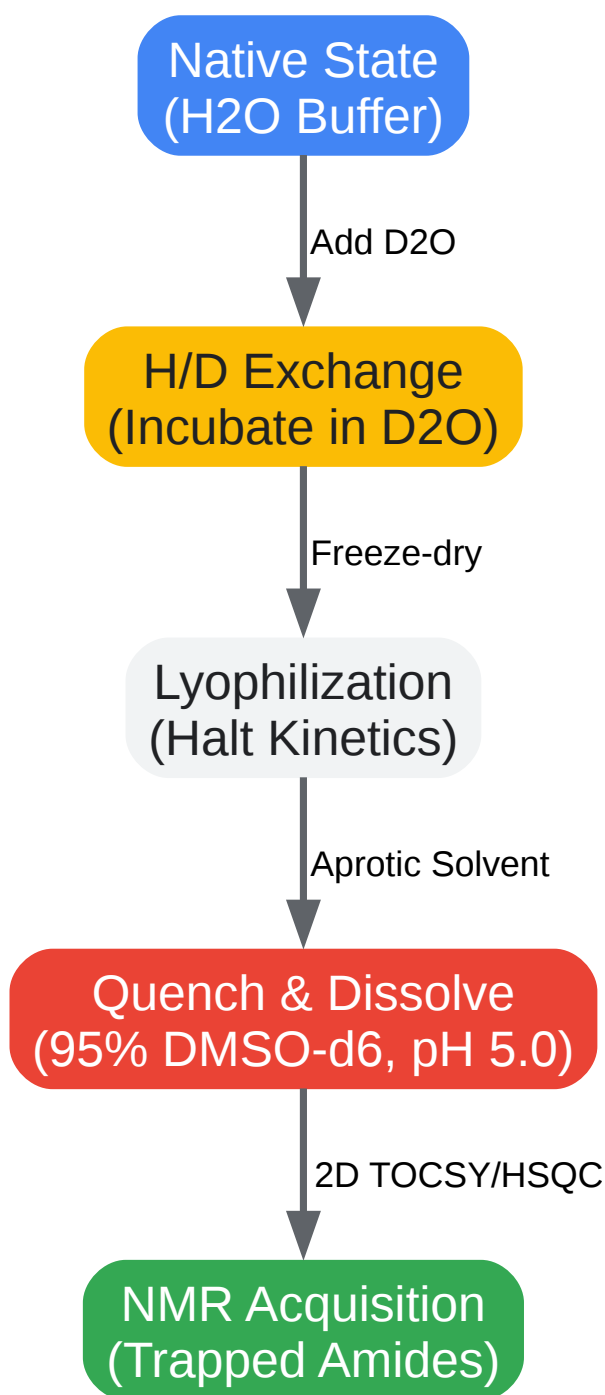 Native State
(H2O Buffer)
Add D2O
H/D Exchange
(Incubate in D2O)
Freeze-dry
Lyophilization
(Halt Kinetics)
Aprotic Solvent
Quench & Dissolve
(95% DMSO-d6, pH 5.0)
2D TOCSY/HSQC
NMR Acquisition
(Trapped Amides)